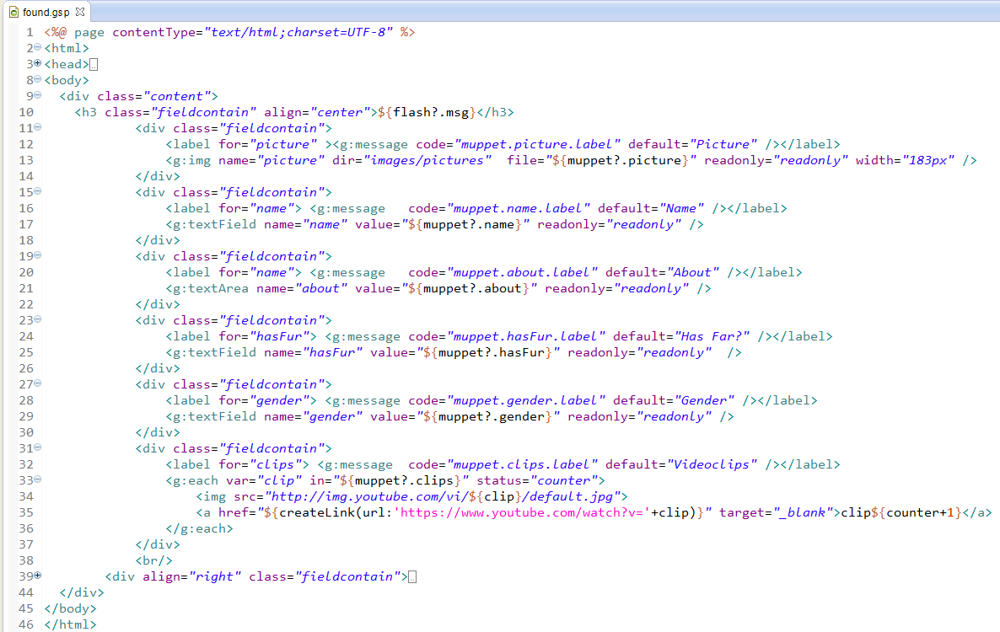 found.gsp
1 <%@ page contentType="text/html;charset=UTF-8" %>
2 <html>
3 <head>
8 <body>
9 <div class="content">
10 <h3 class="fieldcontain" align="center">${flash?.msg}</h3>
11 <div class="fieldcontain">
12 <label for="picture" ><g:message code="muppet.picture.label" default="Picture" /></label>
13 <g:img name="picture" dir="images/pictures"  file="${muppet?.picture}" readonly="readonly" width="183px" />
14 </div>
15 <div class="fieldcontain">
16 <label for="name"> <g:message   code="muppet.name.label" default="Name" /></label>
17 <g:textField name="name" value="${muppet?.name}" readonly="readonly" />
18 </div>
19 <div class="fieldcontain">
20 <label for="name"> <g:message   code="muppet.about.label" default="About" /></label>
21 <g:textArea name="about" value="${muppet?.about}" readonly="readonly" />
22 </div>
23 <div class="fieldcontain">
24 <label for="hasFur"> <g:message code="muppet.hasFur.label" default="Has Far?" /></label>
25 <g:textField name="hasFur" value="${muppet?.hasFur}" readonly="readonly"  />
26 </div>
27 <div class="fieldcontain">
28 <label for="gender"> <g:message code="muppet.gender.label" default="Gender" /></label>
29 <g:textField name="gender" value="${muppet?.gender}" readonly="readonly" />
30 </div>
31 <div class="fieldcontain">
32 <label for="clips"> <g:message  code="muppet.clips.label" default="Videoclips" /></label>
33 <g:each var="clip" in="${muppet?.clips}" status="counter">
34 <img src="http://img.youtube.com/vi/${clip}/default.jpg">
35 <a href="${createLink(url:'https://www.youtube.com/watch?v='+clip)}" target="_blank">clip${counter+1}</a>
36 </g:each>
37 </div>
38 <br/>
39 <div align="right" class="fieldcontain">
44 </div>
45 </body>
46 </html>